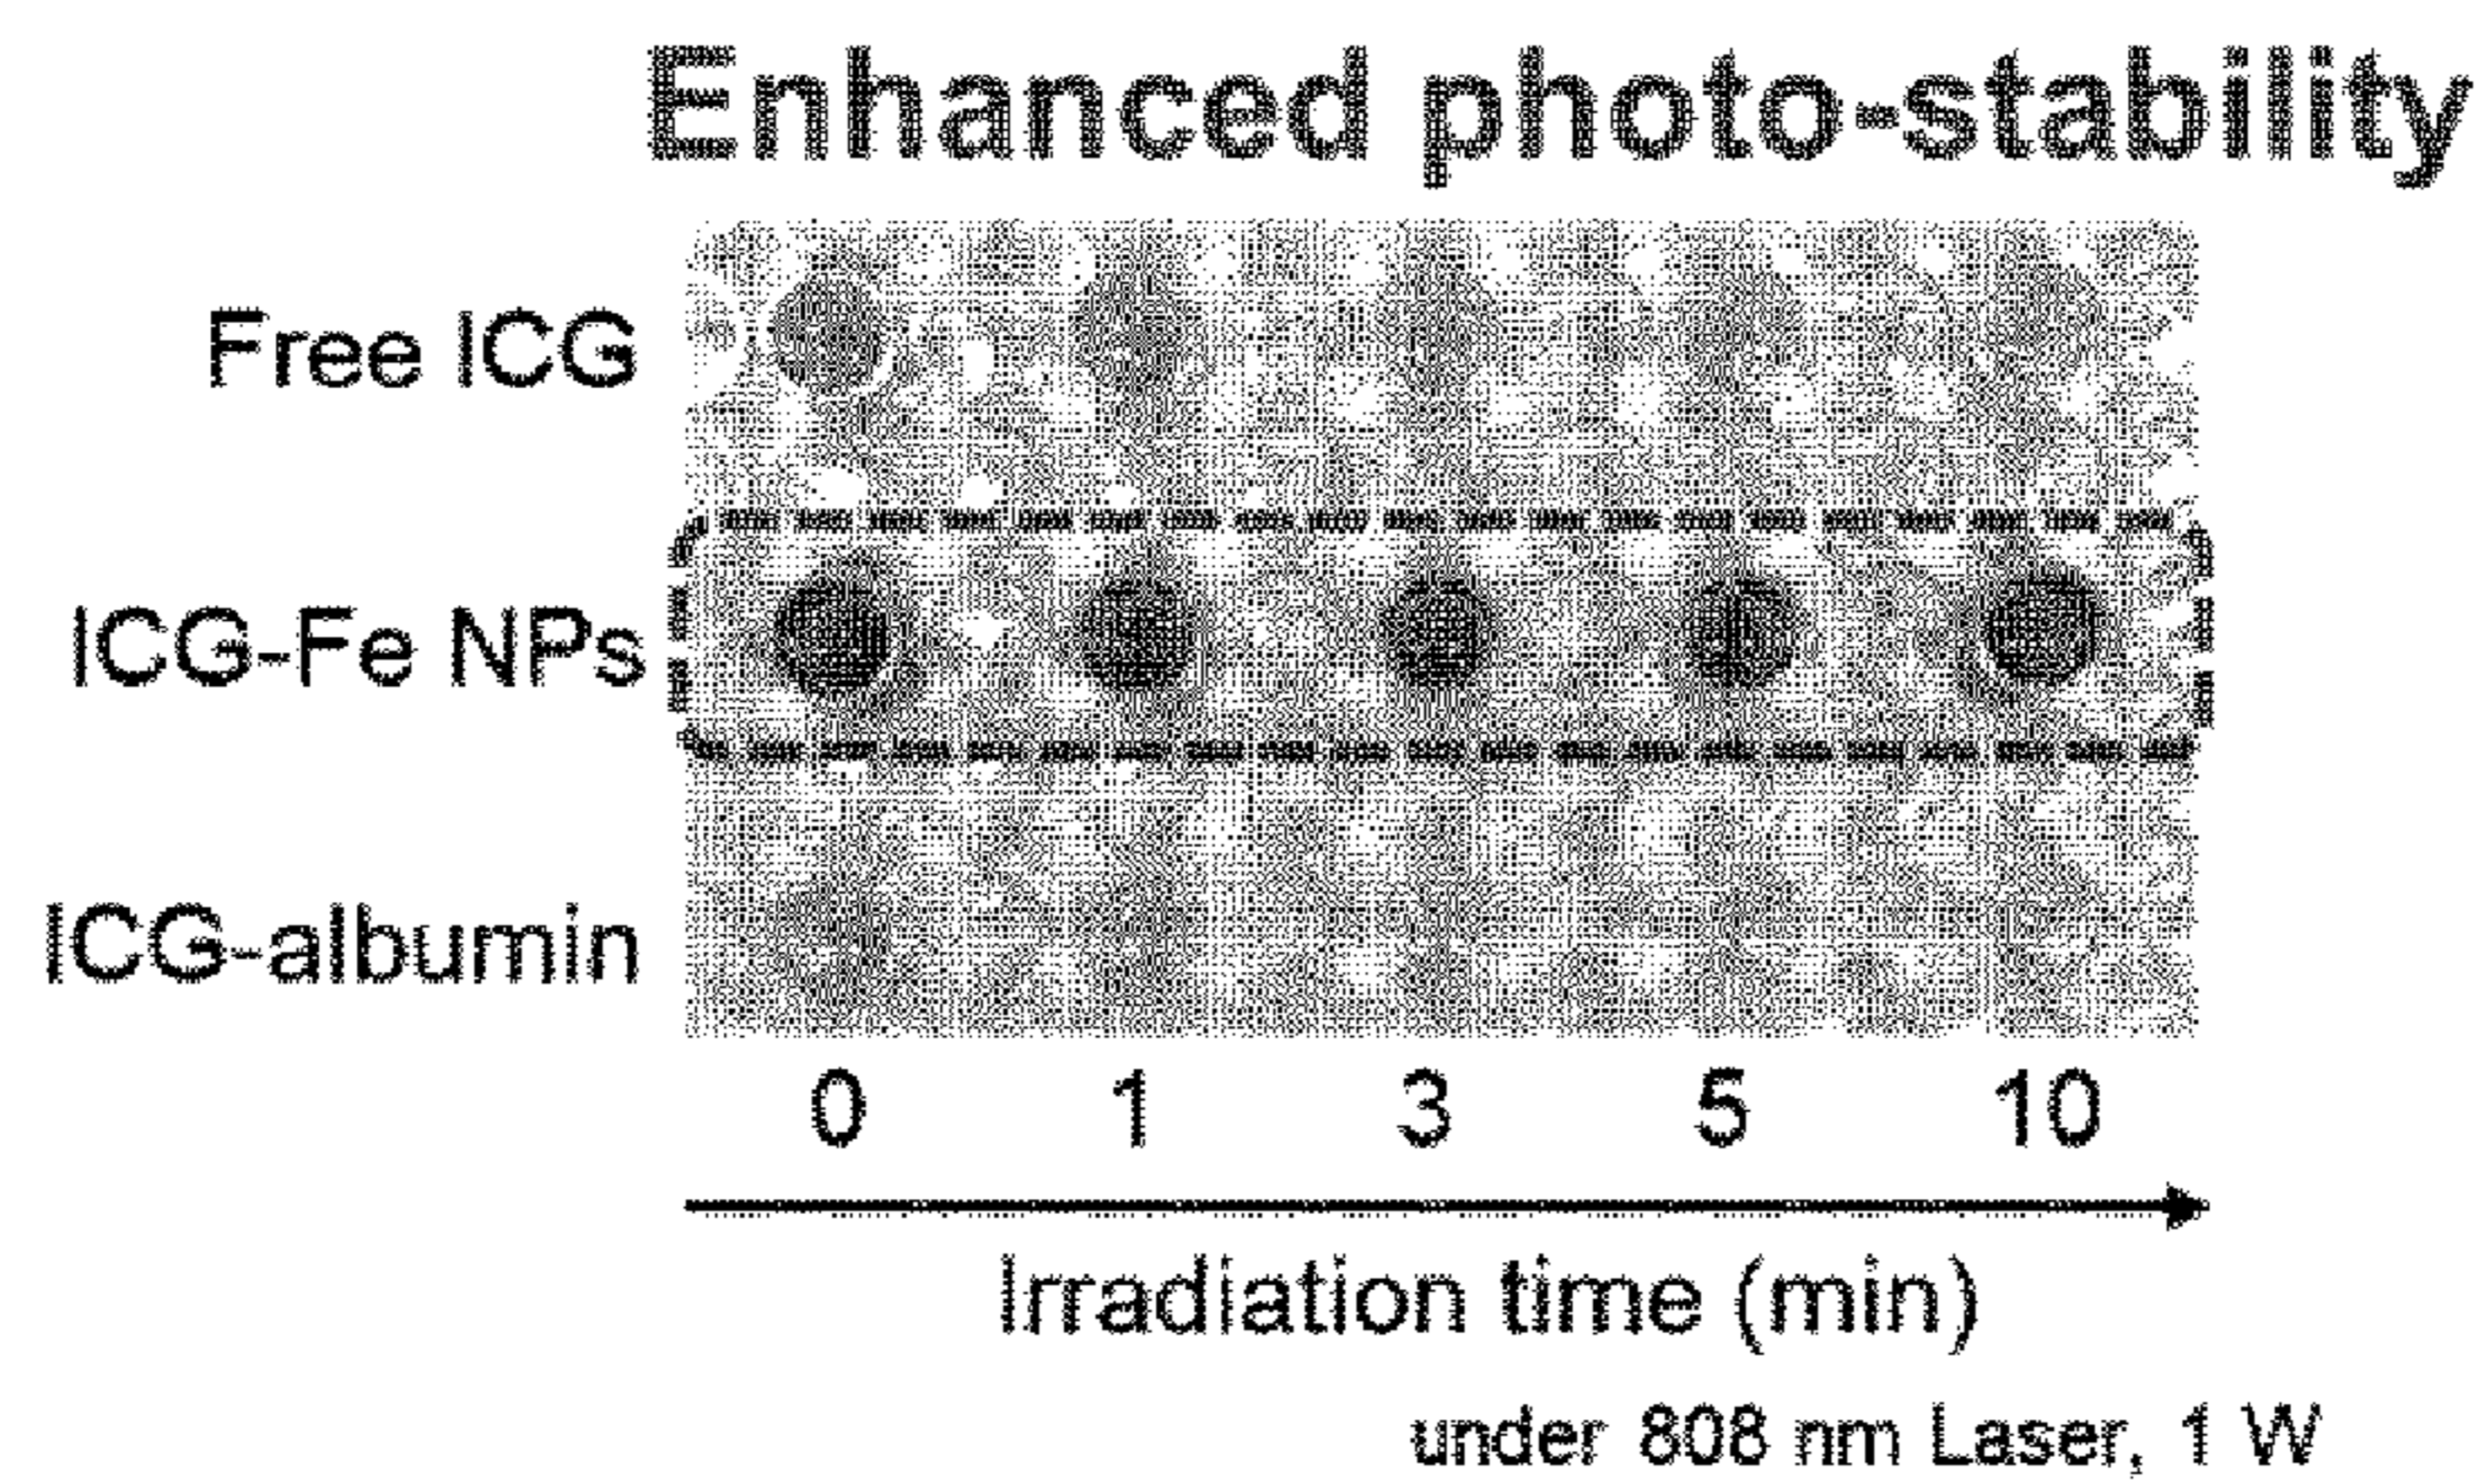 Enhanced photo-stability
Free ICG
ICG-Fe NPs
ICG-albumin
0 1 3 5 10
Irradiation time (min)
under 808 nm Laser, 1 W